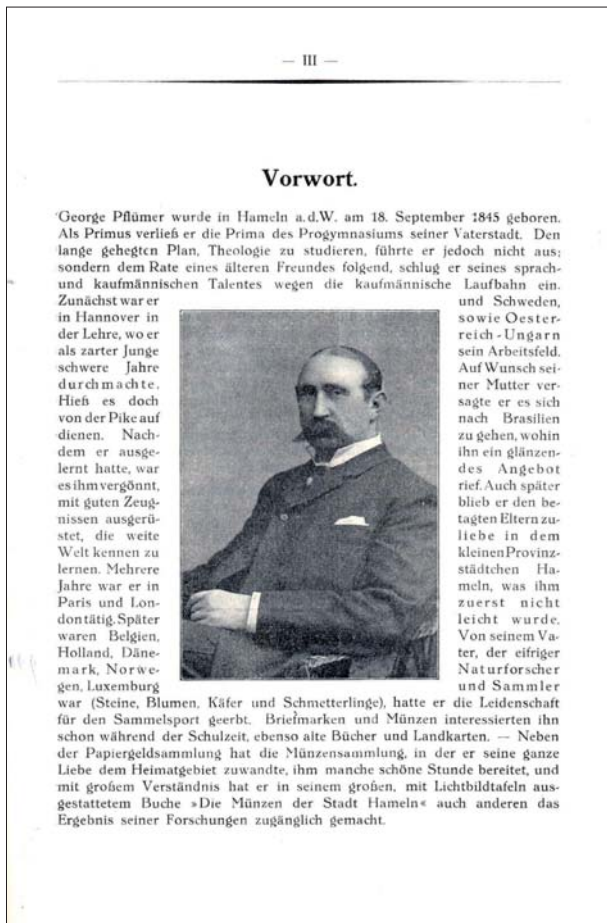 — III —
Vorwort.
George Pflümer wurde in Hameln a.d.W. am 18. September 1845 geboren.
Als Primus verließ er die Prima des Progymnasiums seiner Vaterstadt. Den
lange gehegten Plan, Theologie zu studieren, führte er jedoch nicht aus;
sondern dem Rate eines älteren Freundes folgend, schlug er seines sprach-
und kaufmännischen Talentes wegen die kaufmännische Laufbahn ein.
Zunächst war er
in Hannover in
der Lehre, wo er
als zarter Junge
schwere Jahre
durchmachte.
Hieß es doch
von der Pike auf
dienen. Nach-
dem er ausge-
lernt hatte, war
es ihm vergönnt,
mit guten Zeug-
nissen ausgerü-
stet, die weite
Welt kennen zu
lernen. Mehrere
Jahre war er in
Paris und Lon-
don tätig. Später
waren Belgien,
Holland, Däne-
mark, Norwe-
gen, Luxemburg
und Schweden,
sowie Oester-
reich-Ungarn
sein Arbeitsfeld.
Auf Wunsch sei-
ner Mutter ver-
sagte er es sich
nach Brasilien
zu gehen, wohin
ihn ein glänzen-
des Angebot
rief. Auch später
blieb er den be-
tagten Eltern zu-
liebe in dem
kleinen Provinz-
städtchen Ha-
meln, was ihm
zuerst nicht
leicht wurde.
Von seinem Va-
ter, der eifriger
Naturforscher
und Sammler
war (Steine, Blumen, Käfer und Schmetterlinge), hatte er die Leidenschaft
für den Sammelsport geerbt. Briefmarken und Münzen interessierten ihn
schon während der Schulzeit, ebenso alte Bücher und Landkarten. — Neben
der Papiergeldsammlung hat die Münzensammlung, in der er seine ganze
Liebe dem Heimatgebiet zuwandte, ihm manche schöne Stunde bereitet, und
mit großem Verständnis hat er in seinem großen, mit Lichtbildtafeln aus-
gestattetem Buche »Die Münzen der Stadt Hameln« auch anderen das
Ergebnis seiner Forschungen zugänglich gemacht.